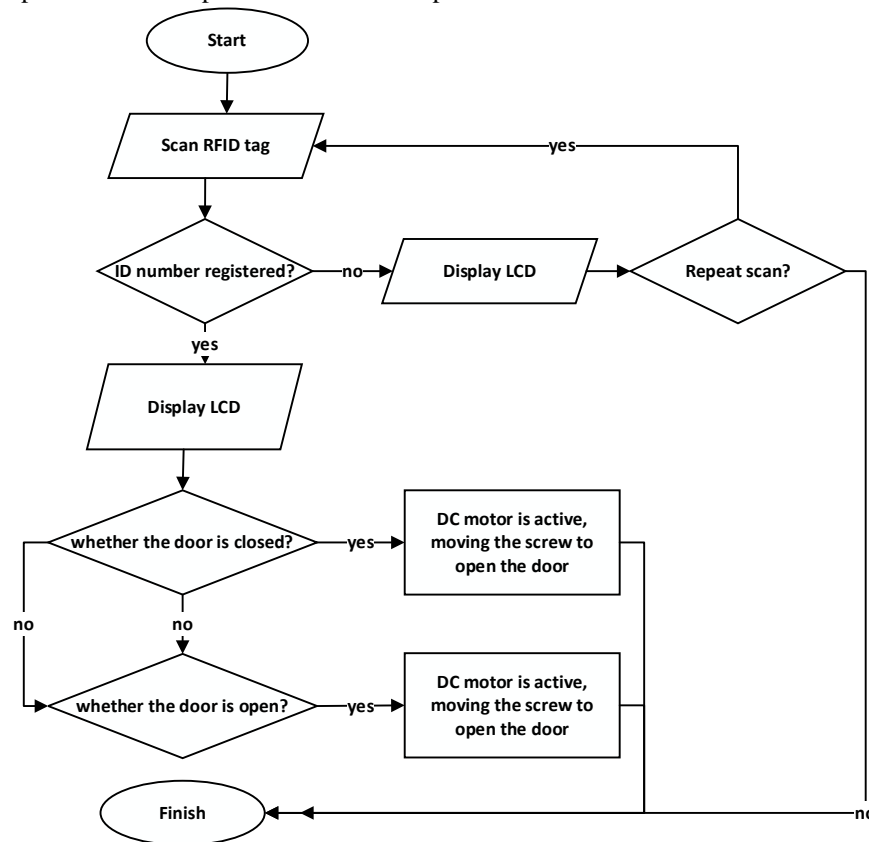 Start
Scan RFID tag
yes
ID number registered?
no
Display LCD
Repeat scan?
yes
Display LCD
whether the door is closed?
yes
DC motor is active,
moving the screw to
open the door
no
no
whether the door is open?
yes
DC motor is active,
moving the screw to
open the door
Finish
no